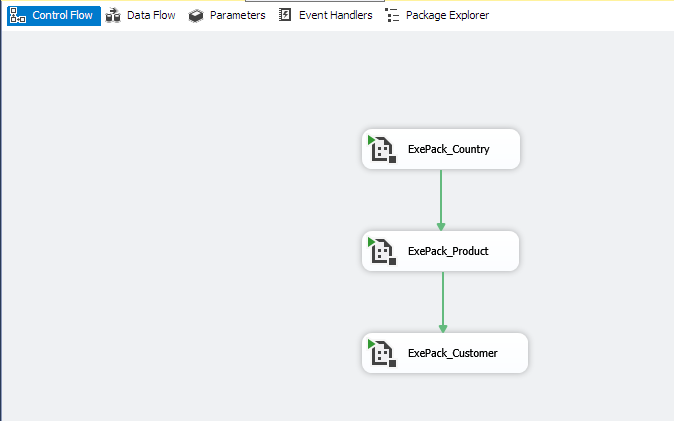 Control Flow Data Flow Parameters Event Handlers Package Explorer
ExePack_Country
ExePack_Product
ExePack_Customer